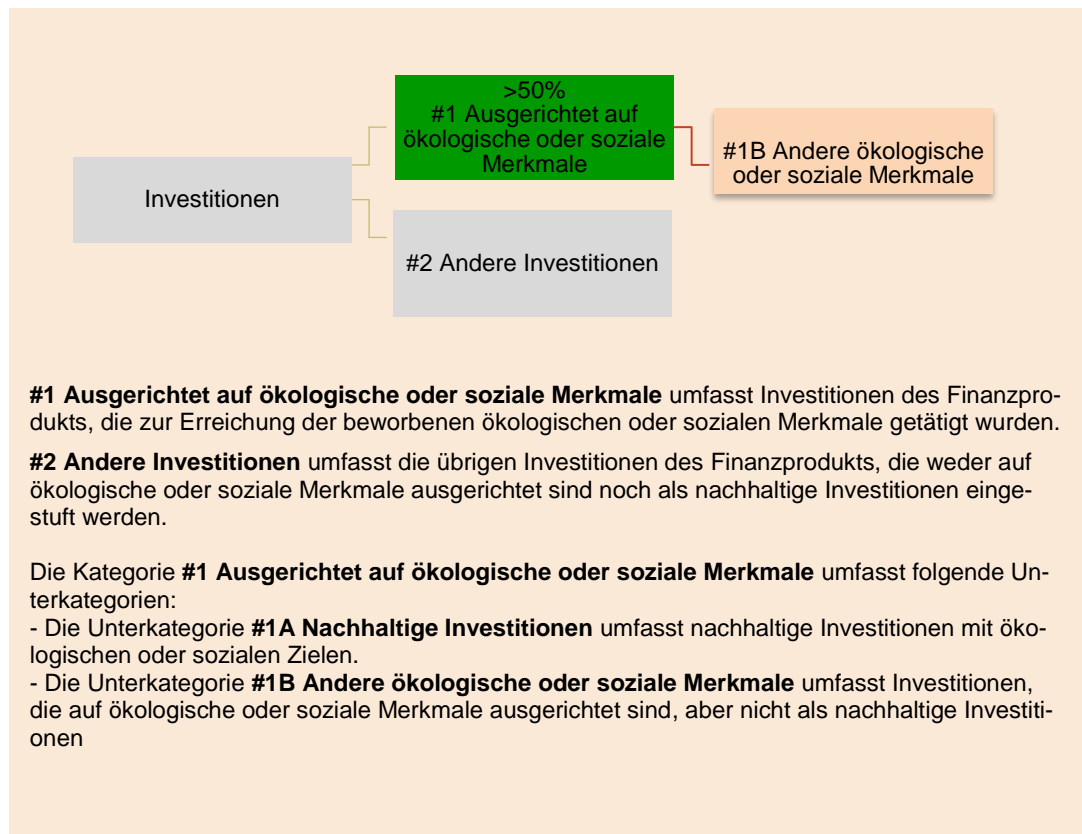 >50%
#1 Ausgerichtet auf
ökologische oder soziale
Merkmale
#1B Andere ökologische
oder soziale Merkmale
Investitionen
#2 Andere Investitionen
#1 Ausgerichtet auf ökologische oder soziale Merkmale umfasst Investitionen des Finanzpro-
dukts, die zur Erreichung der beworbenen ökologischen oder sozialen Merkmale getätigt wurden.
#2 Andere Investitionen umfasst die übrigen Investitionen des Finanzprodukts, die weder auf
ökologische oder soziale Merkmale ausgerichtet sind noch als nachhaltige Investitionen einge-
stuft werden.
Die Kategorie #1 Ausgerichtet auf ökologische oder soziale Merkmale umfasst folgende Un-
terkategorien:
- Die Unterkategorie #1A Nachhaltige Investitionen umfasst nachhaltige Investitionen mit öko-
logischen oder sozialen Zielen.
- Die Unterkategorie #1B Andere ökologische oder soziale Merkmale umfasst Investitionen,
die auf ökologische oder soziale Merkmale ausgerichtet sind, aber nicht als nachhaltige Investiti-
onen